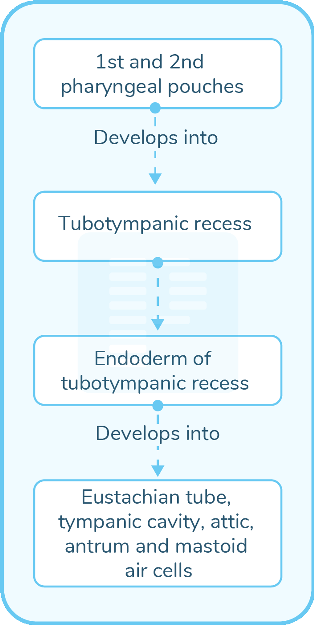 1st and 2nd
pharyngeal pouches
Develops into
Tubotympanic recess
Endoderm of
tubotympanic recess
Develops into
Eustachian tube,
tympanic cavity, attic,
antrum and mastoid
air cells